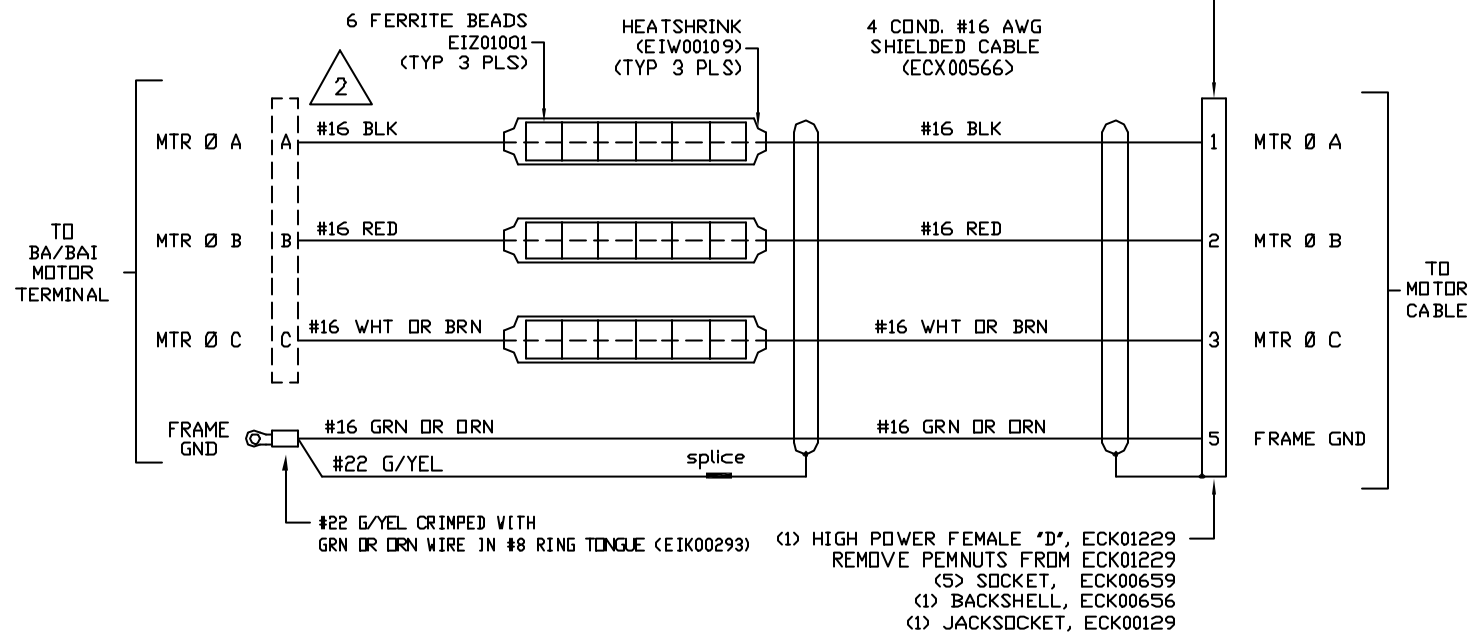 6 FERRITE BEADS
EIZ01001
(TYP 3 PLS)
HEATSHRINK
(EIW00109)
(TYP 3 PLS)
4 COND. #16 AWG
SHIELDED CABLE
(ECX00566)
2
MTR Ø A
A
#16 BLK
#16 BLK
1
MTR Ø A
TO
BA/BAI
MOTOR
TERMINAL
MTR Ø B
B
#16 RED
#16 RED
2
MTR Ø B
TO
MOTOR
CABLE
MTR Ø C
C
#16 WHT OR BRN
#16 WHT OR BRN
3
MTR Ø C
FRAME
GND
#16 GRN OR ORN
#16 GRN OR ORN
5
FRAME GND
#22 G/YEL
splice
#22 G/YEL CRIMPED WITH
GRN OR ORN WIRE IN #8 RING TONGUE (EIK00293)
(1) HIGH POWER FEMALE "D", ECK01229
REMOVE PEMNUTS FROM ECK01229
(5) SOCKET, ECK00659
(1) BACKSHELL, ECK00656
(1) JACKSOCKET, ECK00129